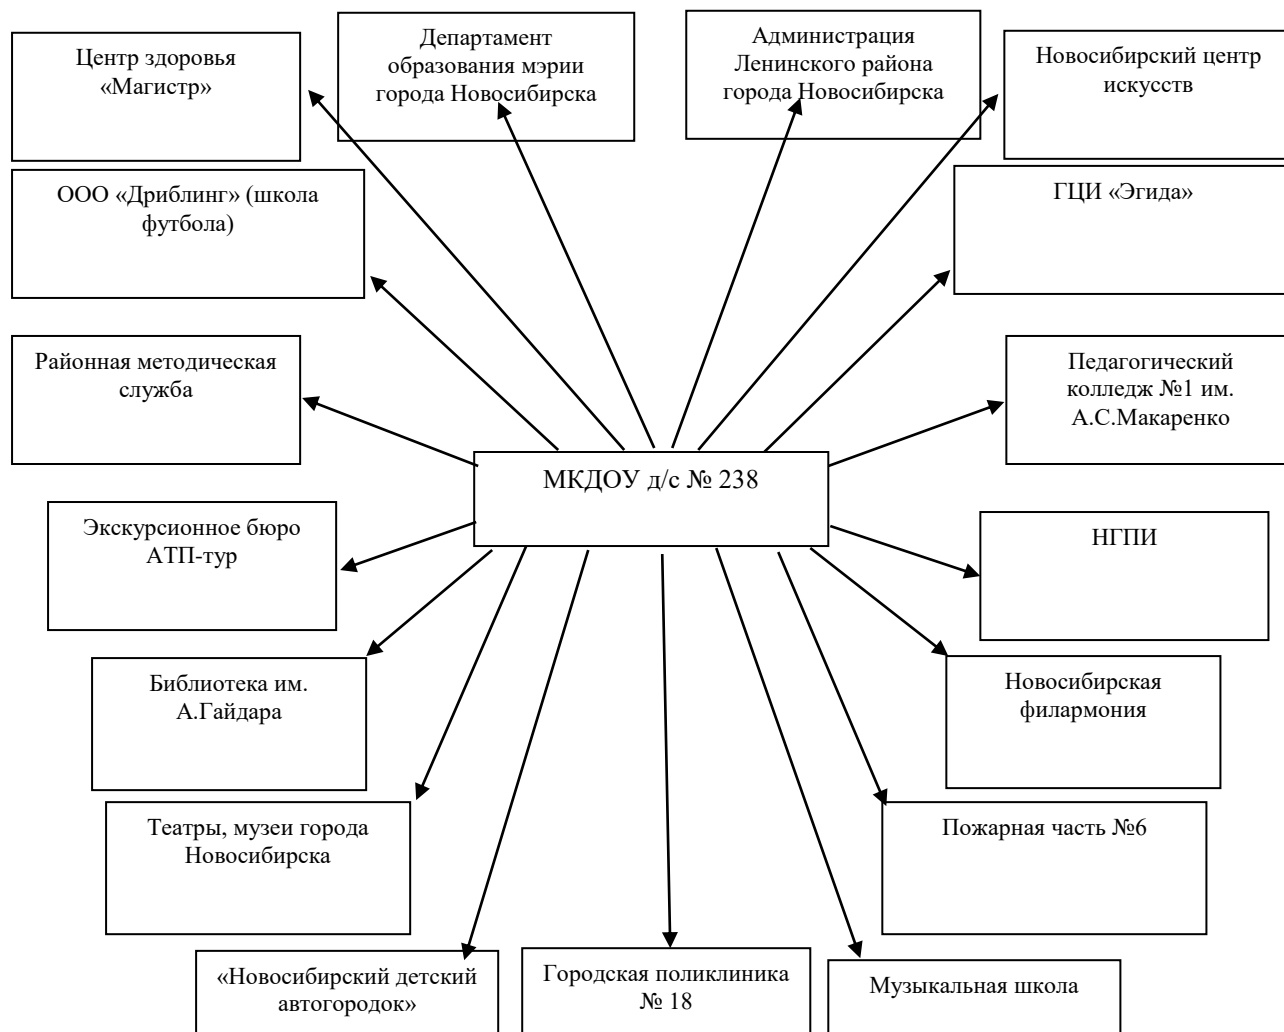 Центр здоровья
«Магистр»
Департамент
образования мэрии
города Новосибирска
Администрация
Ленинского района
города Новосибирска
Новосибирский центр
искусств
ООО «Дриблинг» (школа
футбола)
ГЦИ «Эгида»
Районная методическая
служба
Педагогический
колледж №1 им.
А.С.Макаренко
МКДОУ д/с № 238
Экскурсионное бюро
АТП-тур
НГПИ
Библиотека им.
А.Гайдара
Новосибирская
филармония
Театры, музеи города
Новосибирска
Пожарная часть №6
«Новосибирский детский
автогородок»
Городская поликлиника
№ 18
Музыкальная школа